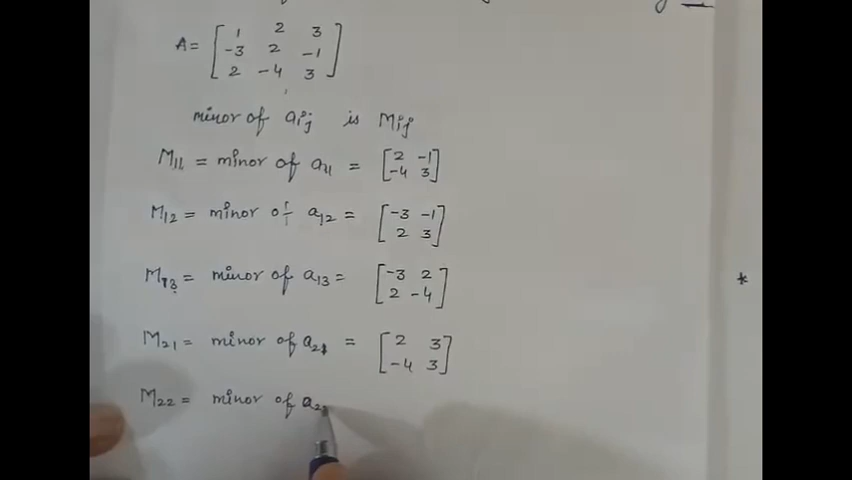 A = [ 1 2 3
-3 2 -1
2 -4 3 ]
minor of aij is Mij
M11 = minor of a11 = [ 2 -1
-4 3 ]
M12 = minor of a12 = [ -3 -1
2 3 ]
M13 = minor of a13 = [ -3 2
2 -4 ]
M21 = minor of a21 = [ 2 3
-4 3 ]
*
M22 = minor of a2